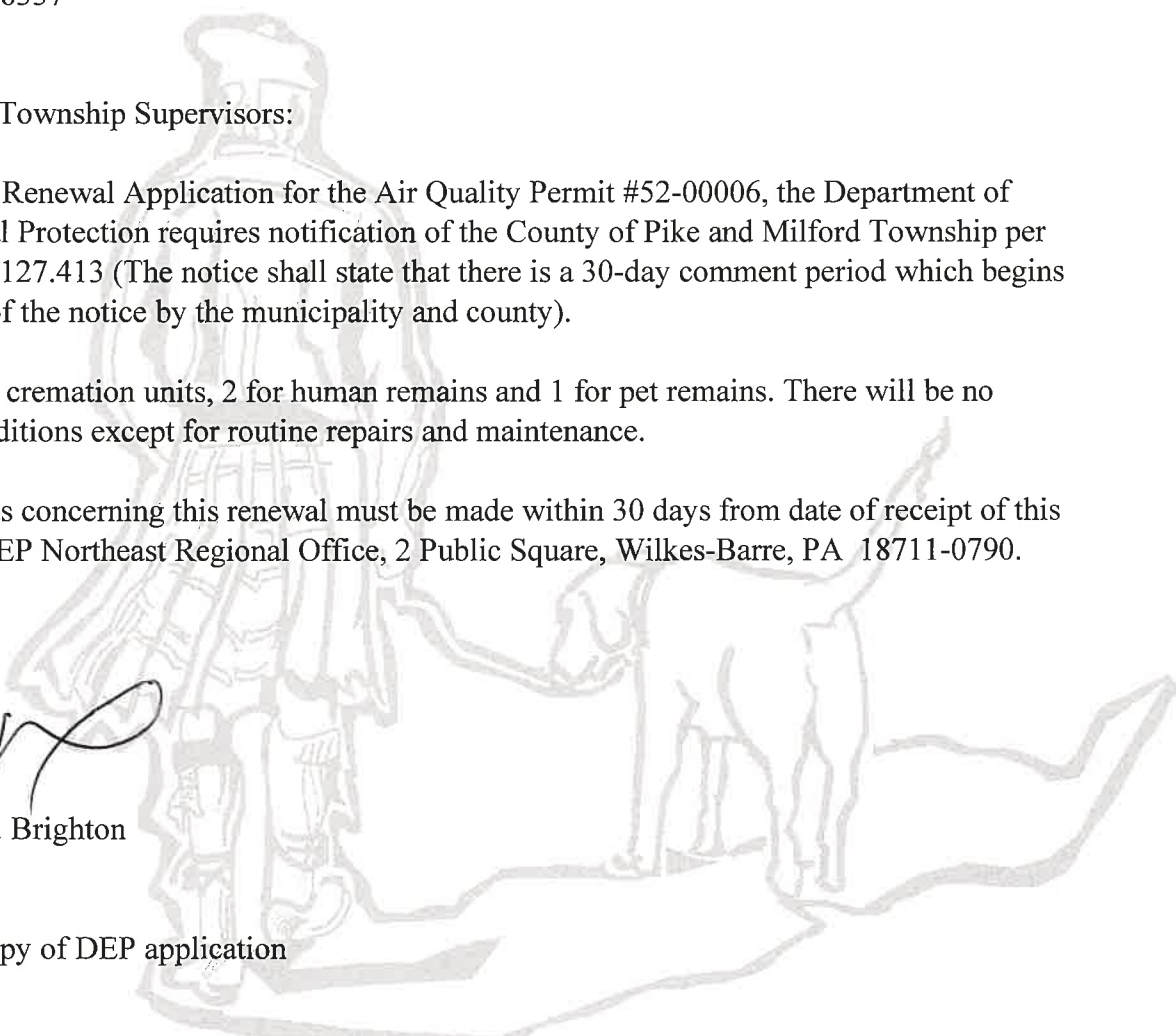 Township Supervisors:
Renewal Application for the Air Quality Permit #52-00006, the Department of
l Protection requires notification of the County of Pike and Milford Township per
127.413 (The notice shall state that there is a 30-day comment period which begins
f the notice by the municipality and county).
cremation units, 2 for human remains and 1 for pet remains. There will be no
ditions except for routine repairs and maintenance.
s concerning this renewal must be made within 30 days from date of receipt of this
EP Northeast Regional Office, 2 Public Square, Wilkes-Barre, PA 18711-0790.
Brighton
py of DEP application